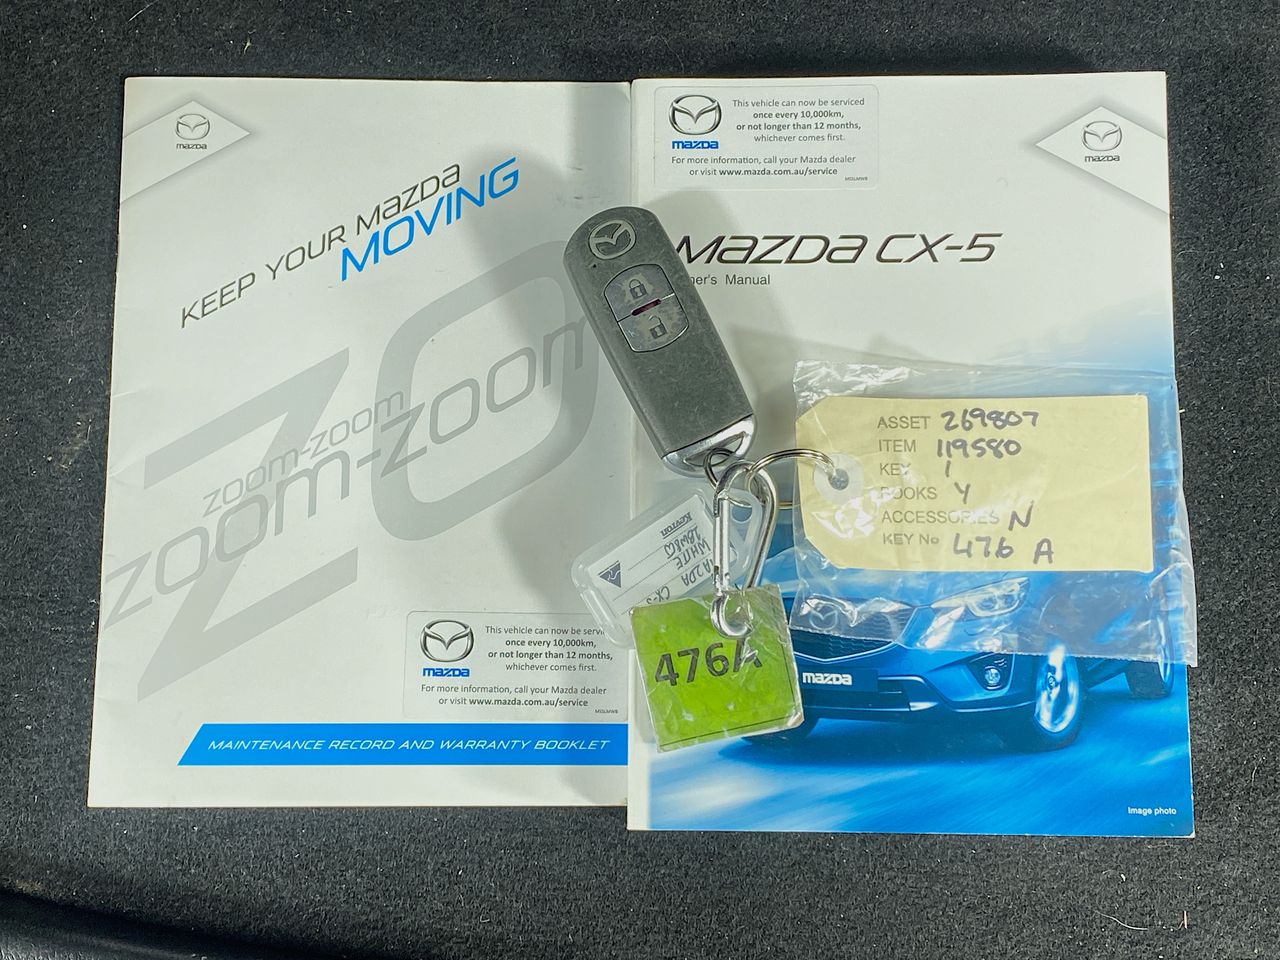 mazda
KEEP YOUR mazda
MOVING
zoom-zoom
zoom-zoom
This vehicle can now be
once every 10,000km,
or not longer than 12 months,
whichever comes first.
mazda
For more information, call your Mazda dealer
or visit www.mazda.com.au/service
MAINTENANCE RECORD AND WARRANTY BOOKLET
This vehicle can now be serviced
once every 10,000km,
or not longer than 12 months,
whichever comes first.
mazda
For more information, call your Mazda dealer
or visit www.mazda.com.au/service
mazda
mazda CX-5
Manual
ASSET 269807
ITEM 119580
KEY 1
BOOKS Y
ACCESSORIES N
KEY No 476 A
Kevron
WHITE
CX-5
476A
mazda
Image photo